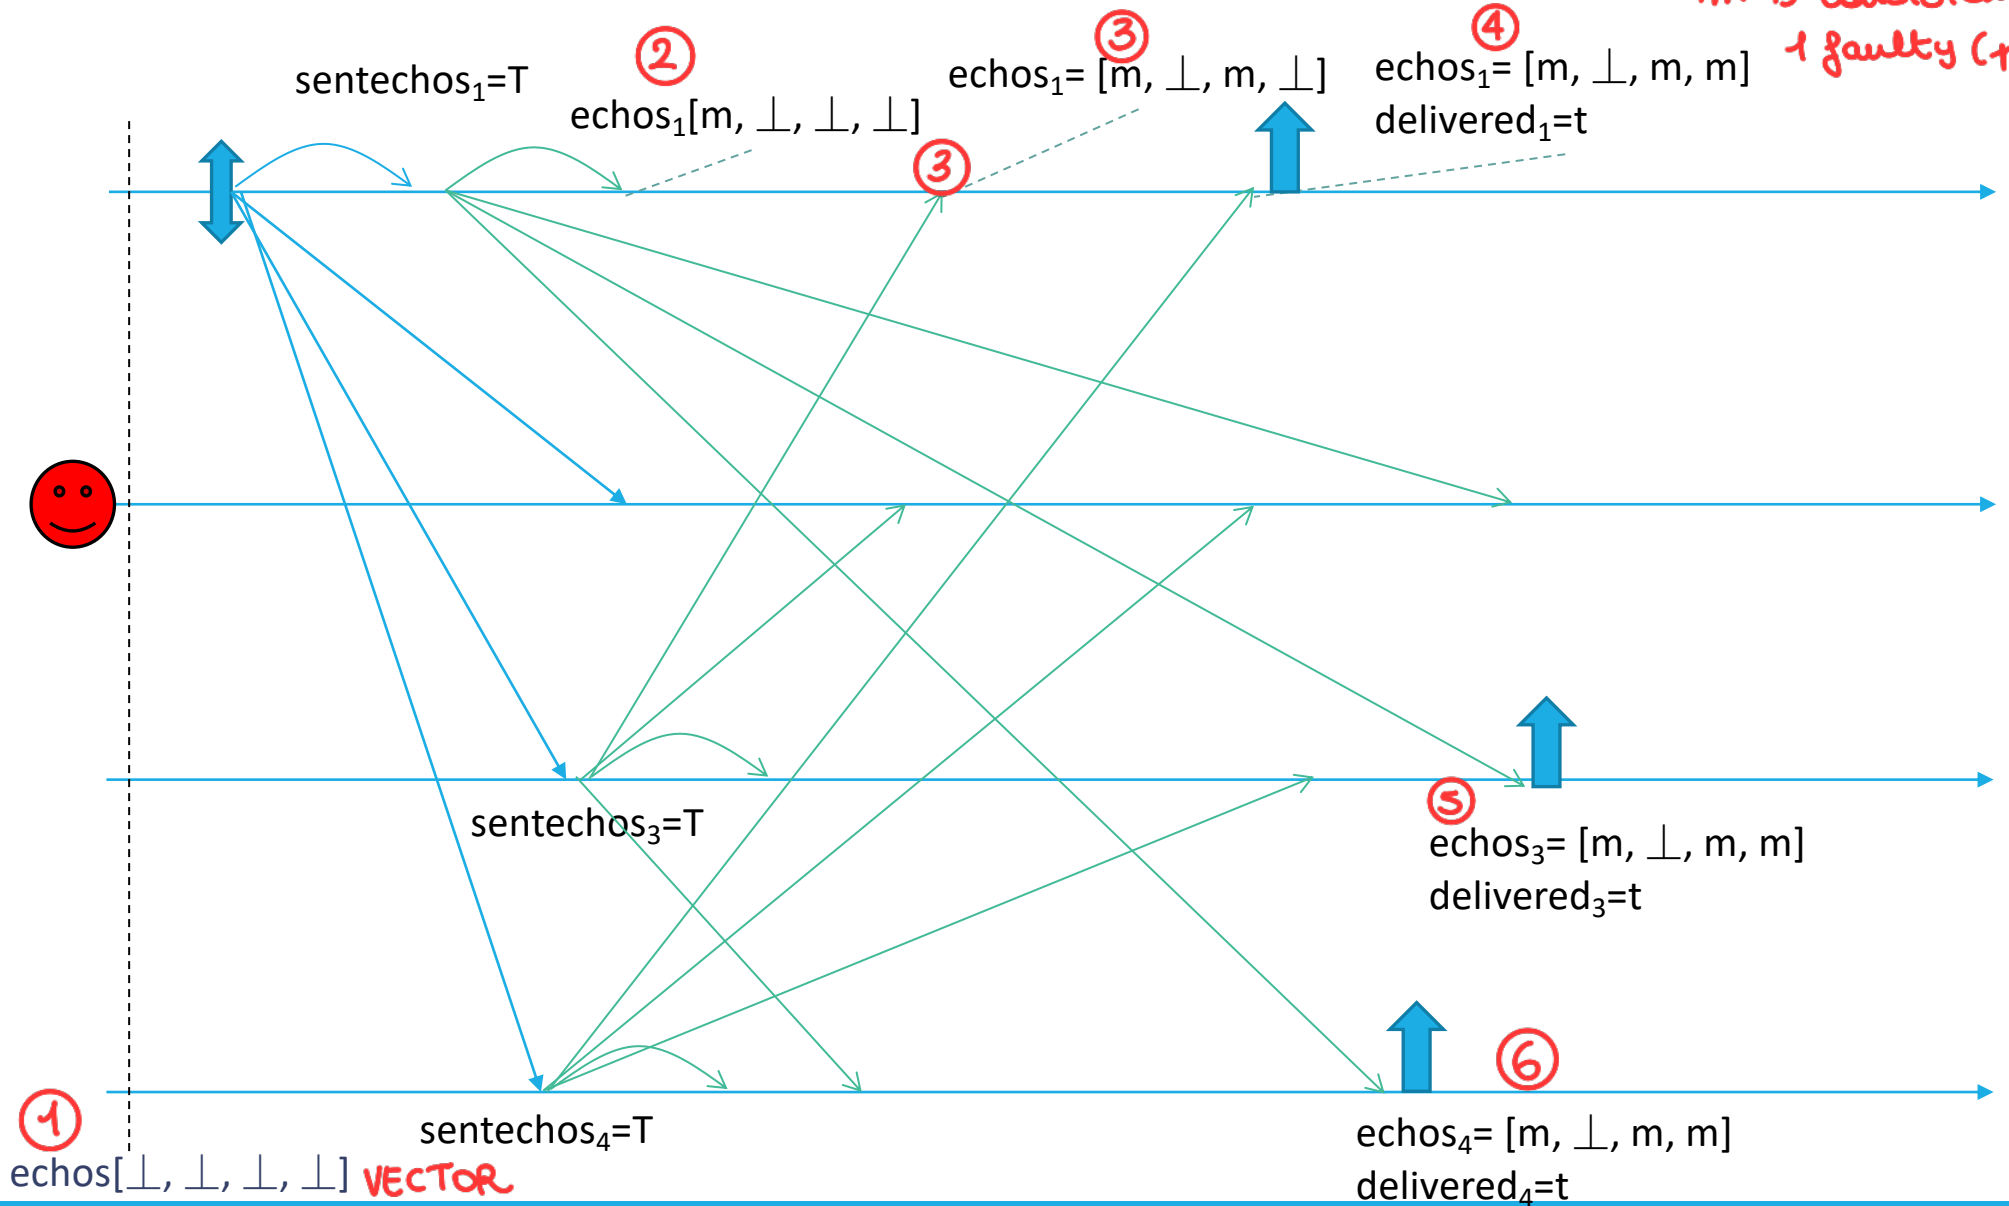 ④
1 faulty
③
②
sentechos₁=T
echos₁[m, ⊥, ⊥, ⊥]
echos₁= [m, ⊥, m, ⊥]
echos₁= [m, ⊥, m, m]
delivered₁=t
③
sentechos₃=T
⑤
echos₃= [m, ⊥, m, m]
delivered₃=t
⑥
①
sentechos₄=T
echos₄= [m, ⊥, m, m]
delivered₄=t
echos[⊥, ⊥, ⊥, ⊥] VECTOR